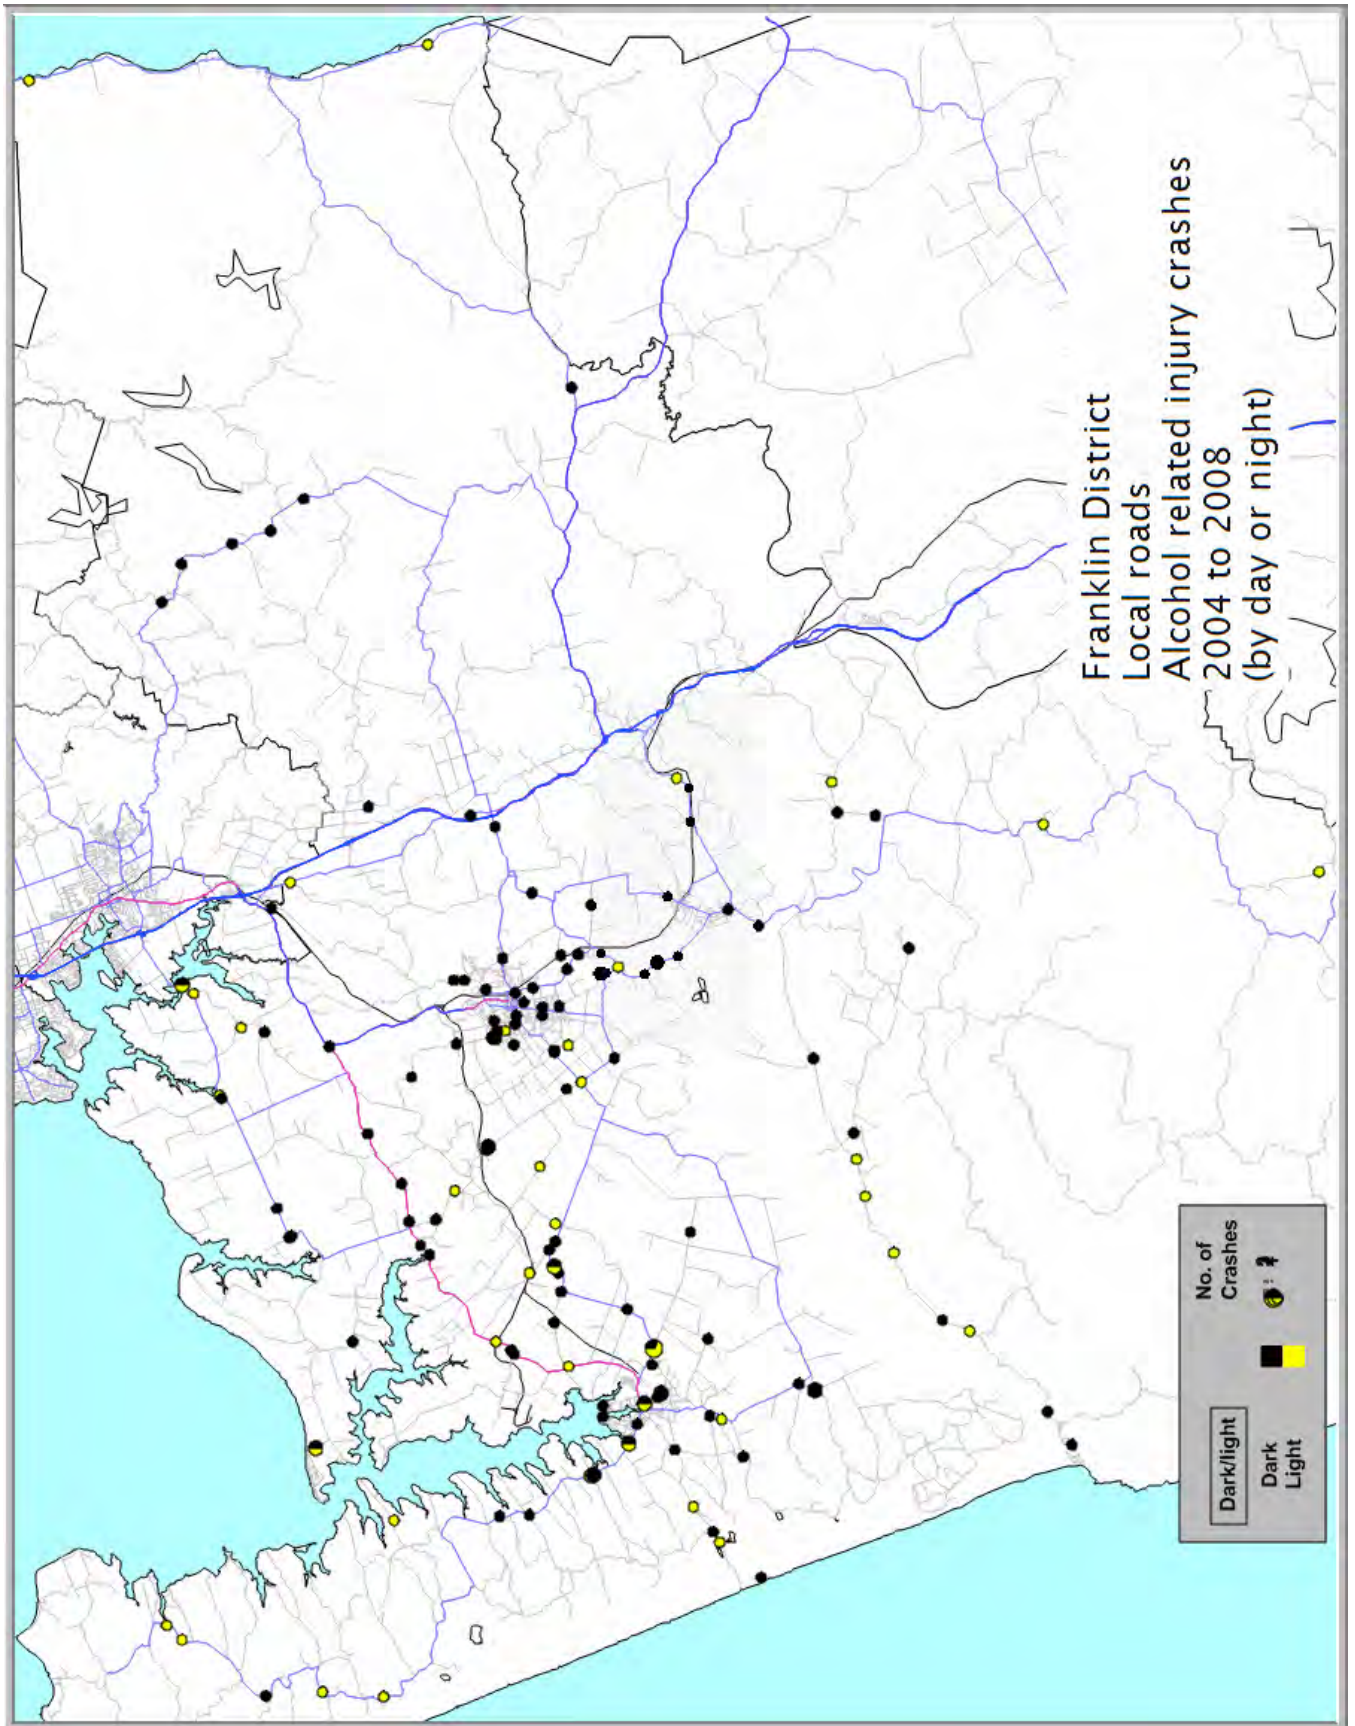 Franklin District
Local roads
Alcohol related injury crashes
2004 to 2008
(by day or night)
Dark/light
No. of
Crashes
Dark
Light